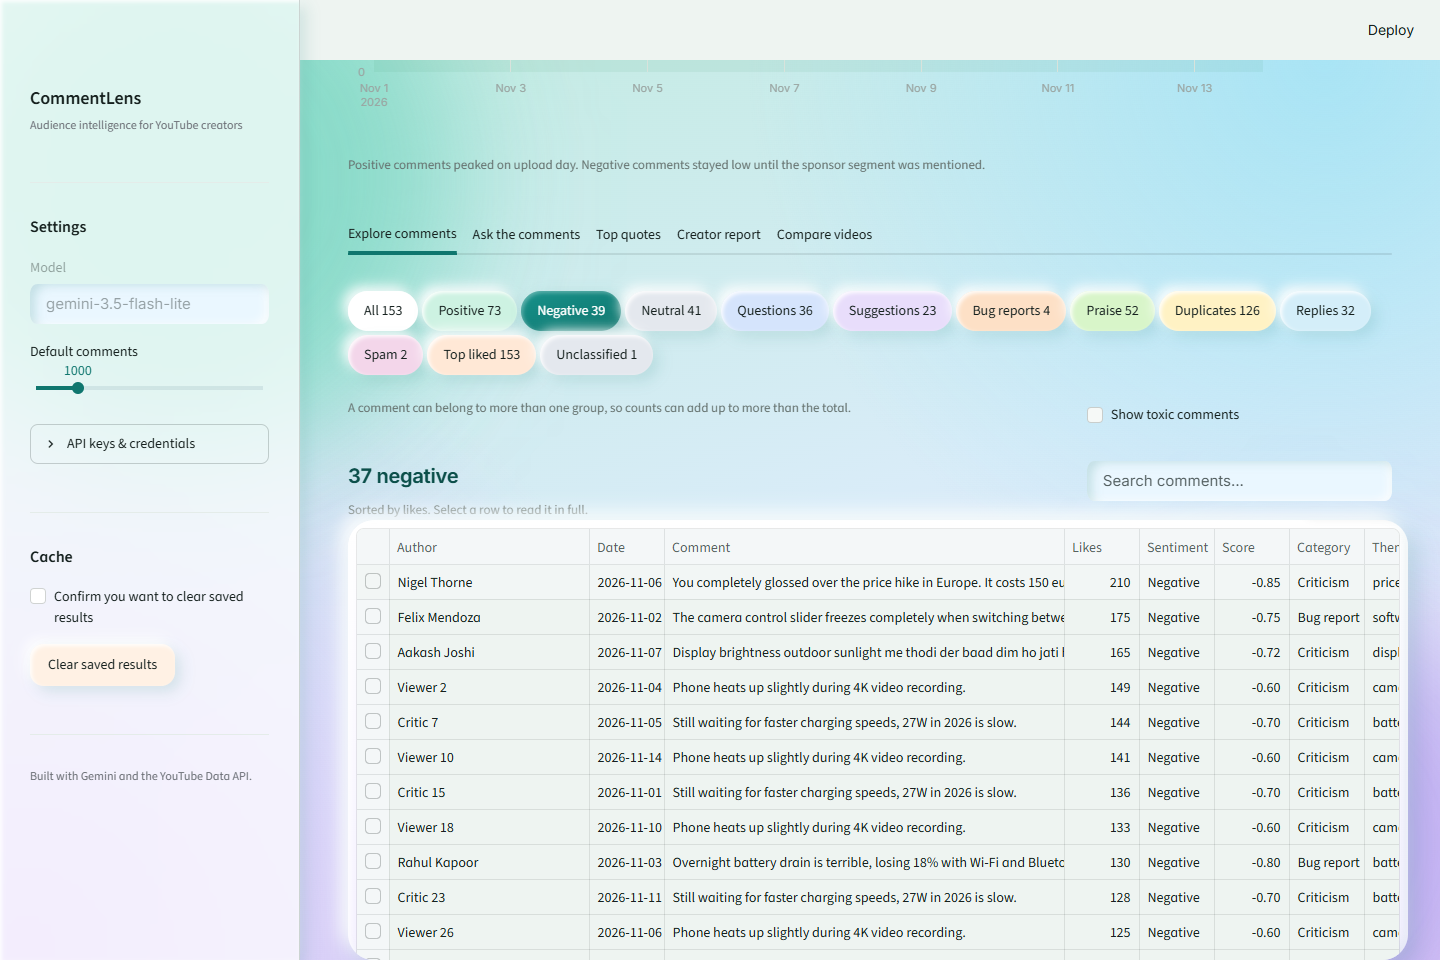 Deploy
CommentLens
Audience intelligence for YouTube creators
Settings
Model
gemini-3.5-flash-lite
Default comments
1000
API keys & credentials
Cache
Confirm you want to clear saved
results
Clear saved results
Built with Gemini and the YouTube Data API.
0
Nov 1 Nov 3 Nov 5 Nov 7 Nov 9 Nov 11 Nov 13
2026
Positive comments peaked on upload day. Negative comments stayed low until the sponsor segment was mentioned.
Explore comments Ask the comments Top quotes Creator report Compare videos
All 153 Positive 73 Negative 39 Neutral 41 Questions 36 Suggestions 23 Bug reports 4 Praise 52 Duplicates 126 Replies 32
Spam 2 Top liked 153 Unclassified 1
A comment can belong to more than one group, so counts can add up to more than the total.
Show toxic comments
37 negative
Search comments...
Sorted by likes. Select a row to read it in full.
Author Date Comment Likes Sentiment Score Category
Nigel Thorne 2026-11-06 You completely glossed over the price hike in Europe. It costs 150 210 Negative -0.85 Criticism price
Felix Mendoza 2026-11-02 The camera control slider freezes completely when switching 175 Negative -0.75 Bug report
Aakash Joshi 2026-11-07 Display brightness outdoor sunlight me thodi der baad dim ho jati 165 Negative -0.72 Criticism
Viewer 2 2026-11-04 Phone heats up slightly during 4K video recording. 149 Negative -0.60 Criticism
Critic 7 2026-11-05 Still waiting for faster charging speeds, 27W in 2026 is slow. 144 Negative -0.70 Criticism
Viewer 10 2026-11-14 Phone heats up slightly during 4K video recording. 141 Negative -0.60 Criticism
Critic 15 2026-11-01 Still waiting for faster charging speeds, 27W in 2026 is slow. 136 Negative -0.70 Criticism
Viewer 18 2026-11-10 Phone heats up slightly during 4K video recording. 133 Negative -0.60 Criticism
Rahul Kapoor 2026-11-03 Overnight battery drain is terrible, losing 18% with Wi-Fi and 130 Negative -0.80 Bug report
Critic 23 2026-11-11 Still waiting for faster charging speeds, 27W in 2026 is slow. 128 Negative -0.70 Criticism
Viewer 26 2026-11-06 Phone heats up slightly during 4K video recording. 125 Negative -0.60 Criticism